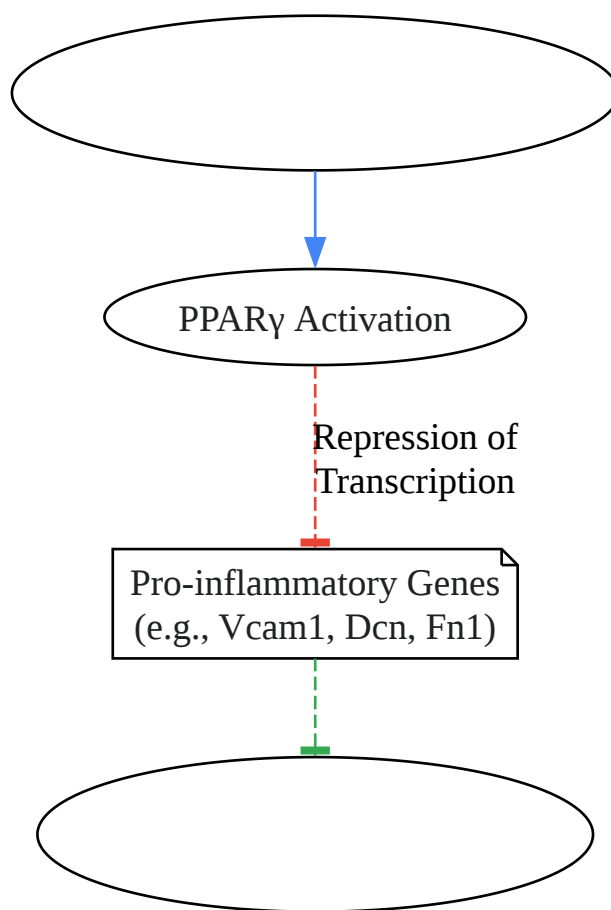 PPARγ Activation
Repression of
Transcription
Pro-inflammatory Genes
(e.g., Vcam1, Dcn, Fn1)